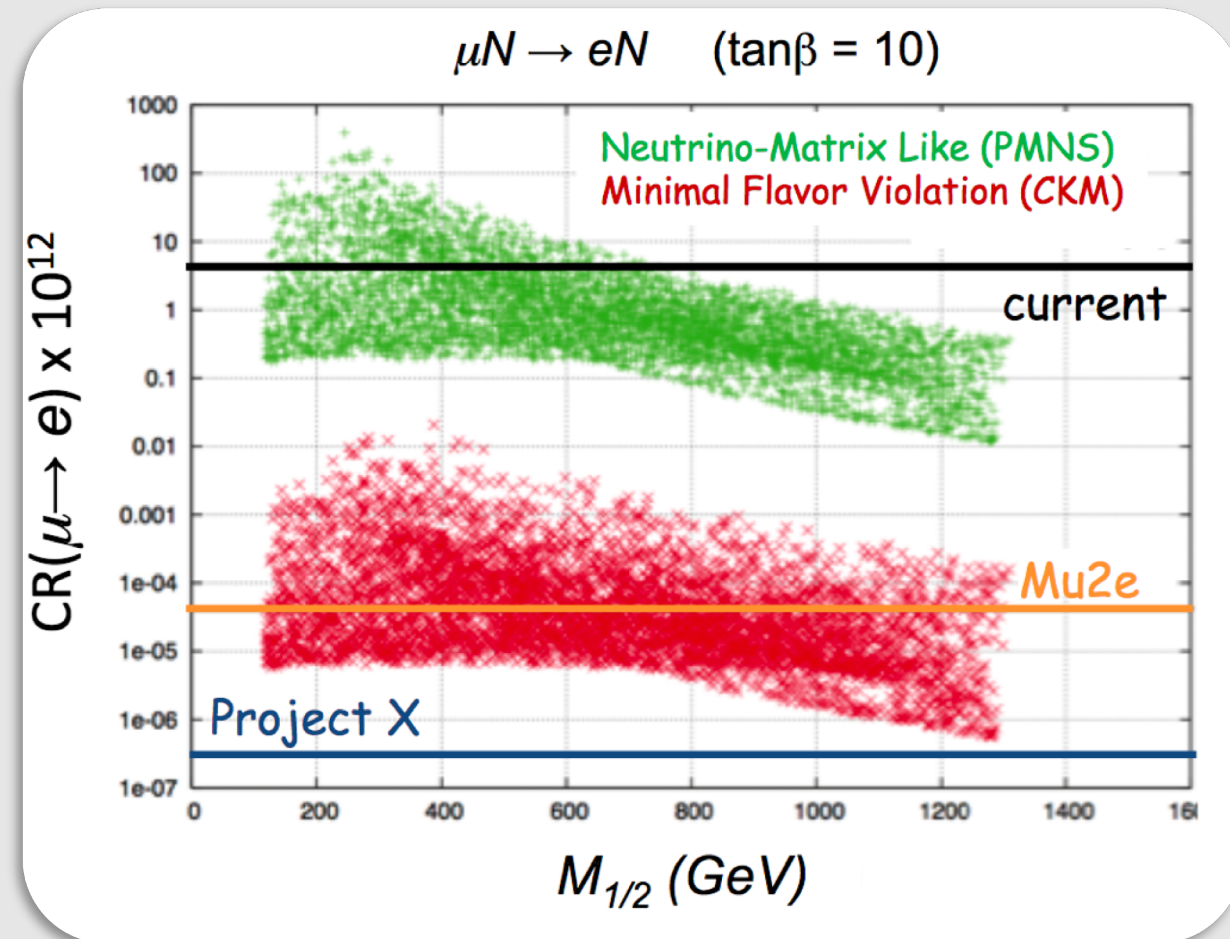 μN → eN (tanβ = 10)
1000
Neutrino-Matrix Like (PMNS)
100
Minimal Flavor Violation (CKM)
10
current
1
0.1
0.01
0.001
Mu2e
1e-04
1e-05
Project X
1e-06
1e-07
CR(μ→ e) x 10¹²
0 200 400 600 800 1000 1200 1400
M₁/₂ (GeV)